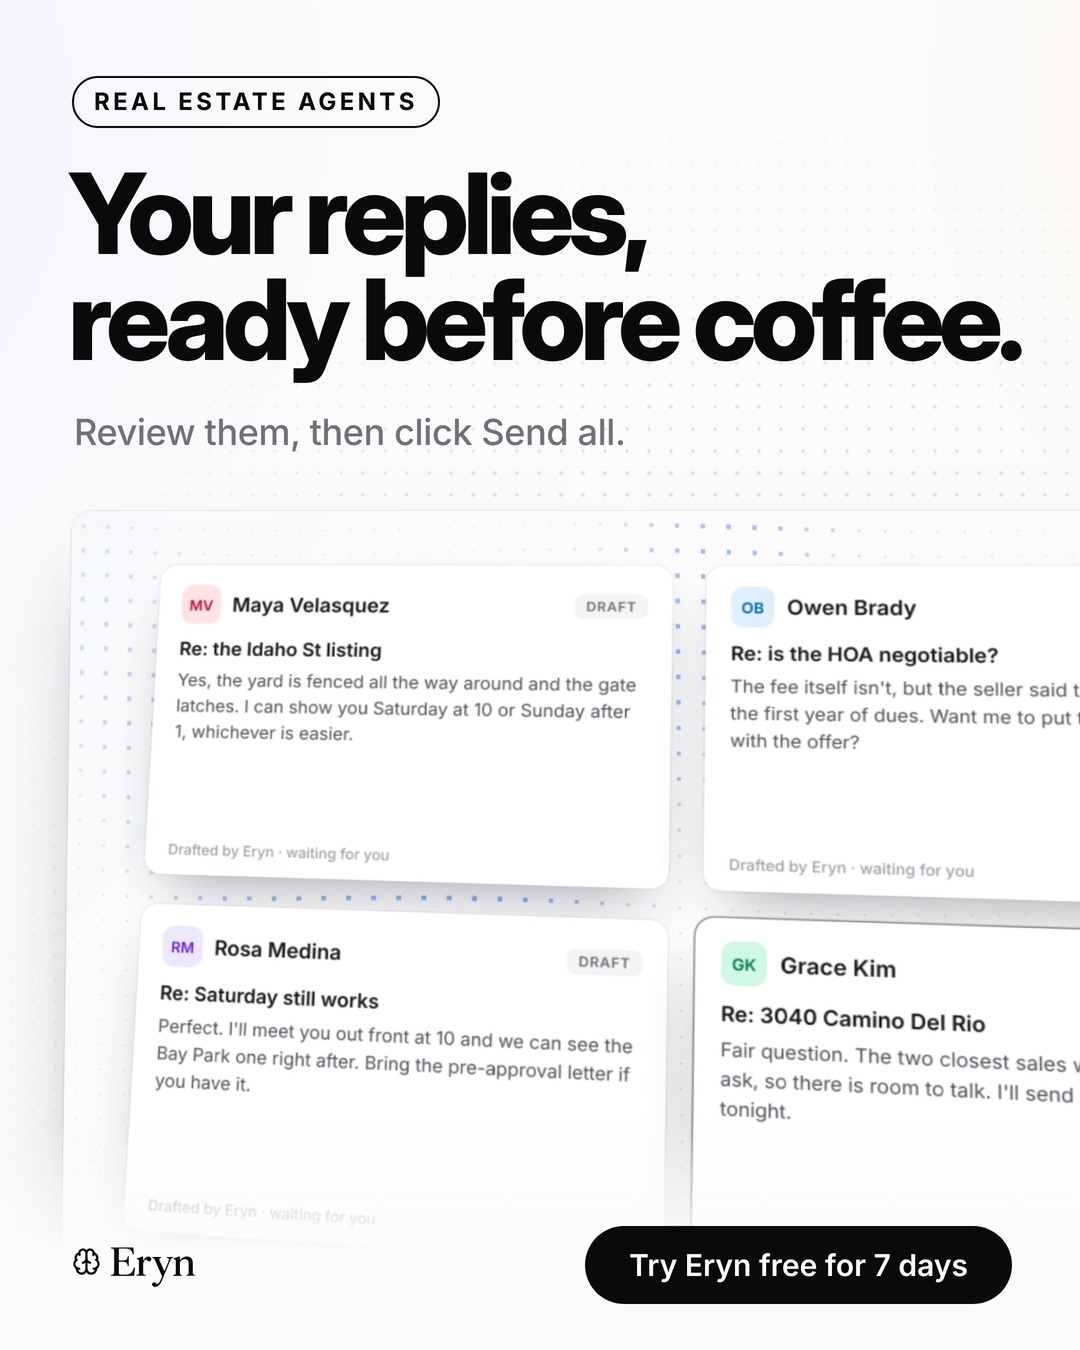 REAL ESTATE AGENTS
Your replies,
ready before coffee.
Review them, then click Send all.
MV
Maya Velasquez
DRAFT
Re: the Idaho St listing
Yes, the yard is fenced all the way around and the gate
latches. I can show you Saturday at 10 or Sunday after
1, whichever is easier.
Drafted by Eryn · waiting for you
OB
Owen Brady
Re: is the HOA negotiable?
The fee itself isn't, but the seller said
the first year of dues. Want me to put
with the offer?
Drafted by Eryn · waiting for you
RM
Rosa Medina
DRAFT
Re: Saturday still works
Perfect. I'll meet you out front at 10 and we can see the
Bay Park one right after. Bring the pre-approval letter if
you have it.
Drafted by Eryn · waiting for you
GK
Grace Kim
Re: 3040 Camino Del Rio
Fair question. The two closest sales
ask, so there is room to talk. I'll send
tonight.
Eryn
Try Eryn free for 7 days